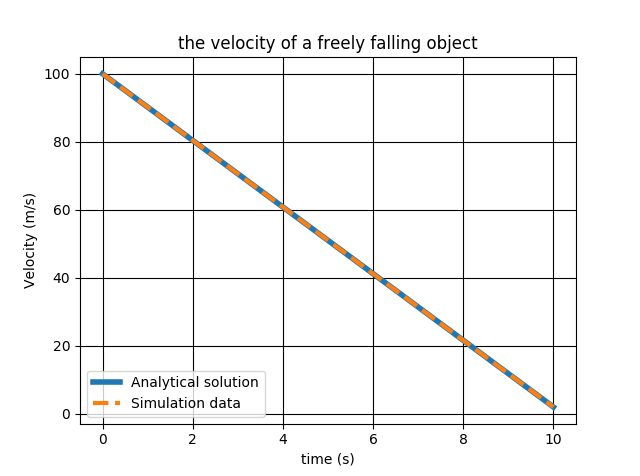 the velocity of a freely falling object
100
80
60
40
20
0
Velocity (m/s)
Analytical solution
Simulation data
0 2 4 6 8 10
time (s)